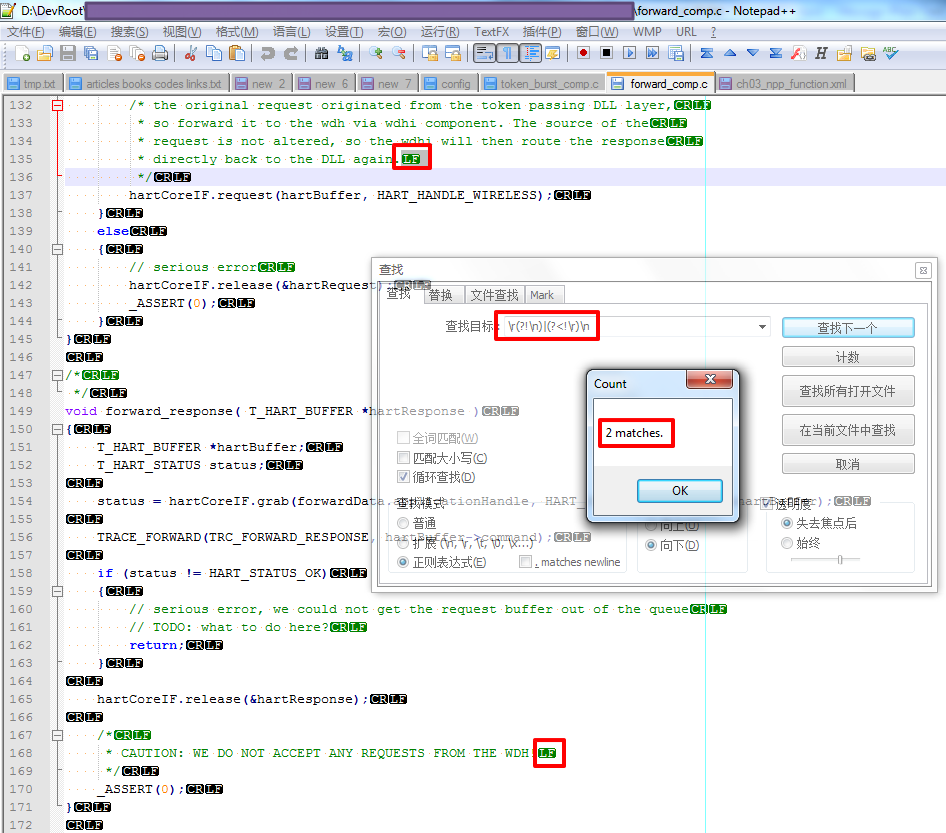 D:\DevRoot\forward_comp.c - Notepad++
文件(F) 编辑(E) 搜索(S) 视图(V) 格式(M) 语言(L) 设置(T) 宏(O) 运行(R) TextFX 插件(P) 窗口(W) WMP URL ?
tmp.txt articles books codes links.txt new 2 new 6 new 7 config token_burst_comp.c forward_comp.c ch03_npp_function.xml
132 /* the original request originated from the token passing DLL layer,CRLF
133 * so forward it to the wdh via wdhi component. The source of theCRLF
134 * request is not altered, so the wdhi will then route the responseCRLF
135 * directly back to the DLL again.LF
136 */CRLF
137 hartCoreIF.request(hartBuffer, HART_HANDLE_WIRELESS);CRLF
138 }CRLF
139 elseCRLF
140 {CRLF
141 // serious errorCRLF
142 hartCoreIF.release(&hartRequest);CRLF
143 _ASSERT(0);CRLF
144 }CRLF
145 }CRLF
146 CRLF
147 /*CRLF
148 */CRLF
149 void forward_response( T_HART_BUFFER *hartResponse )CRLF
150 {CRLF
151 T_HART_BUFFER *hartBuffer;CRLF
152 T_HART_STATUS status;CRLF
153 CRLF
154 status = hartCoreIF.grab(forwardData.a
155 CRLF
156 TRACE_FORWARD(TRC_FORWARD_RESPONSE, hartBuffer->command);CRLF
157 CRLF
158 if (status != HART_STATUS_OK)CRLF
159 {CRLF
160 // serious error, we could not get the request buffer out of the queueCRLF
161 // TODO: what to do here?CRLF
162 return;CRLF
163 }CRLF
164 CRLF
165 hartCoreIF.release(&hartResponse);CRLF
166 CRLF
167 /*CRLF
168 * CAUTION: WE DO NOT ACCEPT ANY REQUESTS FROM THE WDHLF
169 */CRLF
170 _ASSERT(0);CRLF
171 }CRLF
172 CRLF
查找
查找 替换 文件查找 Mark
查找目标: \r(?!\n)|(?<!\r)\n
查找下一个
计数
查找所有打开文件
在当前文件中查找
取消
全词匹配(W)
匹配大小写(C)
循环查找(D)
查找模式
普通
扩展 (\n, \r, \t, \0, \x...)
正则表达式(E) . matches newline
向上(U)
向下(D)
透明度
失去焦点后
始终
Count
2 matches.
OK